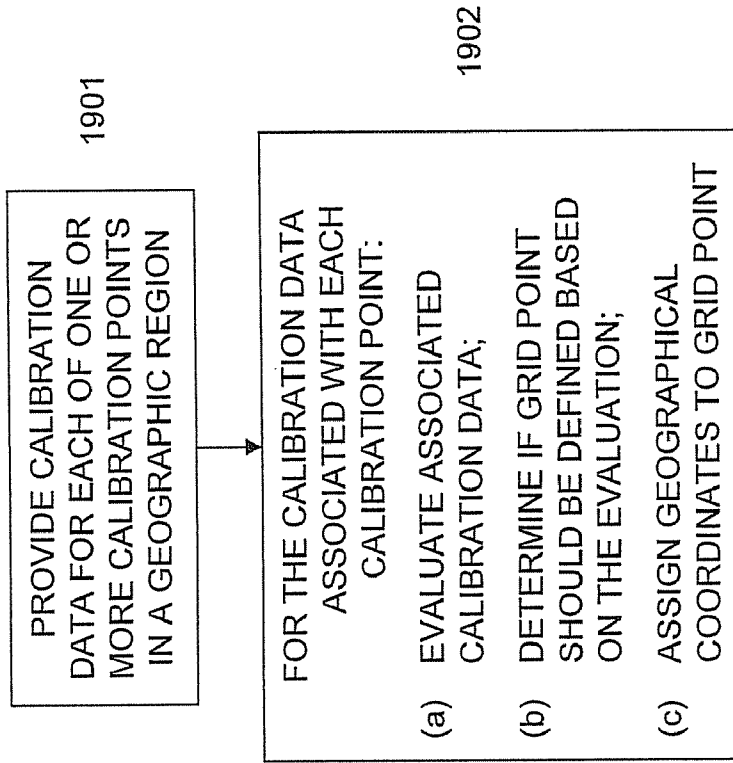 PROVIDE CALIBRATION
DATA FOR EACH OF ONE OR
MORE CALIBRATION POINTS
IN A GEOGRAPHIC REGION
1901
FOR THE CALIBRATION DATA
ASSOCIATED WITH EACH
CALIBRATION POINT:
(a) EVALUATE ASSOCIATED
CALIBRATION DATA;
(b) DETERMINE IF GRID POINT
SHOULD BE DEFINED BASED
ON THE EVALUATION;
(c) ASSIGN GEOGRAPHICAL
COORDINATES TO GRID POINT
1902